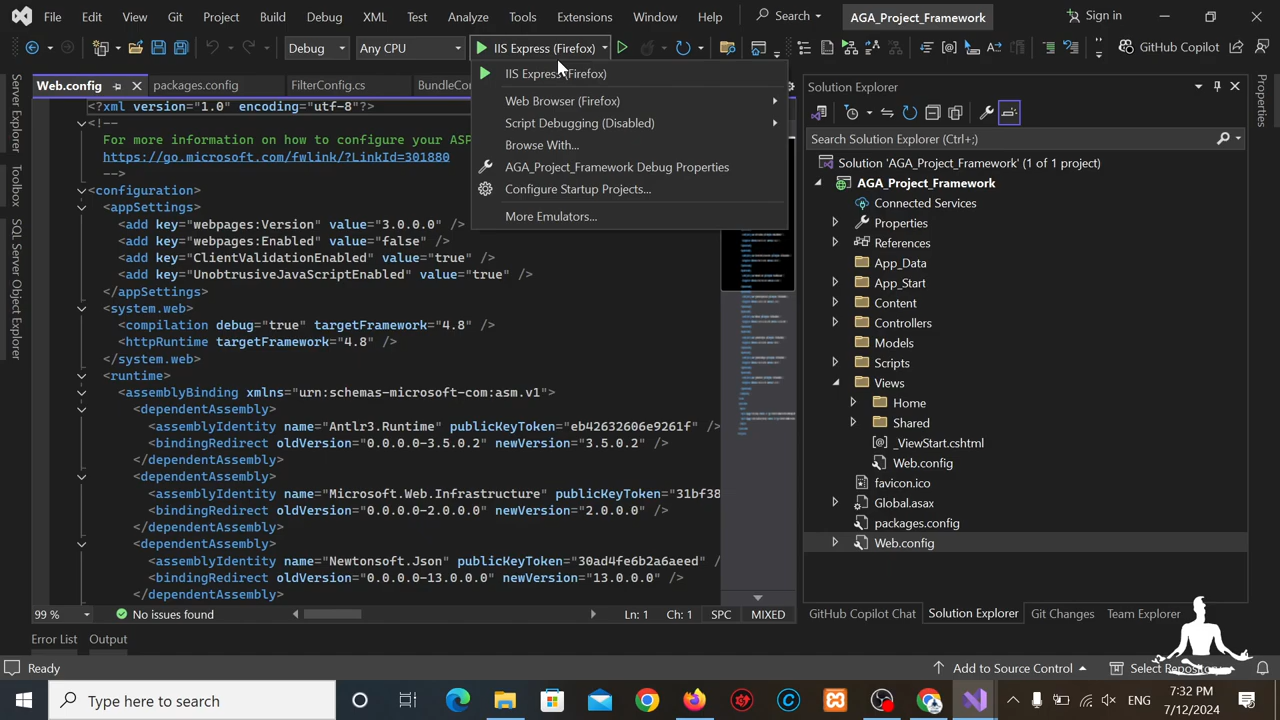 File
Edit
View
Git
Project
Build
Debug
XML
Test
Analyze
Tools
Extensions
Window
Help
Search
AGA_Project_Framework
Sign in
Debug
Any CPU
IIS Express (Firefox)
GitHub Copilot
Web.config
packages.config
FilterConfig.cs
BundleCon
IIS Express (Firefox)
Web Browser (Firefox)
Script Debugging (Disabled)
Browse With...
AGA_Project_Framework Debug Properties
Configure Startup Projects...
More Emulators...
Server Explorer
Toolbox
SQL Server Object Explorer
<?xml version="1.0" encoding="utf-8"?>
<!--
For more information on how to configure your ASP
https://go.microsoft.com/fwlink/?LinkId=301880
-->
<configuration>
<appSettings>
<add key="webpages:Version" value="3.0.0.0" />
<add key="webpages:Enabled" value="false" />
<add key="ClientValidationEnabled" value="true" />
<add key="UnobtrusiveJavaScriptEnabled" value="true" />
</appSettings>
<system.web>
<compilation debug="true" targetFramework="4.8"
<httpRuntime targetFramework="4.8" />
</system.web>
<runtime>
<assemblyBinding xmlns="urn:schemas-microsoft-com:asm.v1">
<dependentAssembly>
<assemblyIdentity name="Antlr3.Runtime" publicKeyToken="eb42632606e9261f" />
<bindingRedirect oldVersion="0.0.0.0-3.5.0.2" newVersion="3.5.0.2" />
</dependentAssembly>
<dependentAssembly>
<assemblyIdentity name="Microsoft.Web.Infrastructure" publicKeyToken="31bf38
<bindingRedirect oldVersion="0.0.0.0-2.0.0.0" newVersion="2.0.0.0" />
</dependentAssembly>
<dependentAssembly>
<assemblyIdentity name="Newtonsoft.Json" publicKeyToken="30ad4fe6b2a6aeed" /
<bindingRedirect oldVersion="0.0.0.0-13.0.0.0" newVersion="13.0.0.0" />
</dependentAssembly>
99 %
No issues found
Ln: 1
Ch: 1
SPC
MIXED
Error List
Output
Solution Explorer
Search Solution Explorer (Ctrl+;)
Solution 'AGA_Project_Framework' (1 of 1 project)
AGA_Project_Framework
Connected Services
Properties
References
App_Data
App_Start
Content
Controllers
Models
Scripts
Views
Home
Shared
_ViewStart.cshtml
Web.config
favicon.ico
Global.asax
packages.config
Web.config
GitHub Copilot Chat
Solution Explorer
Git Changes
Team Explorer
Properties
Ready
Add to Source Control
Select Repository
Type here to search
ENG
7:32 PM
7/12/2024